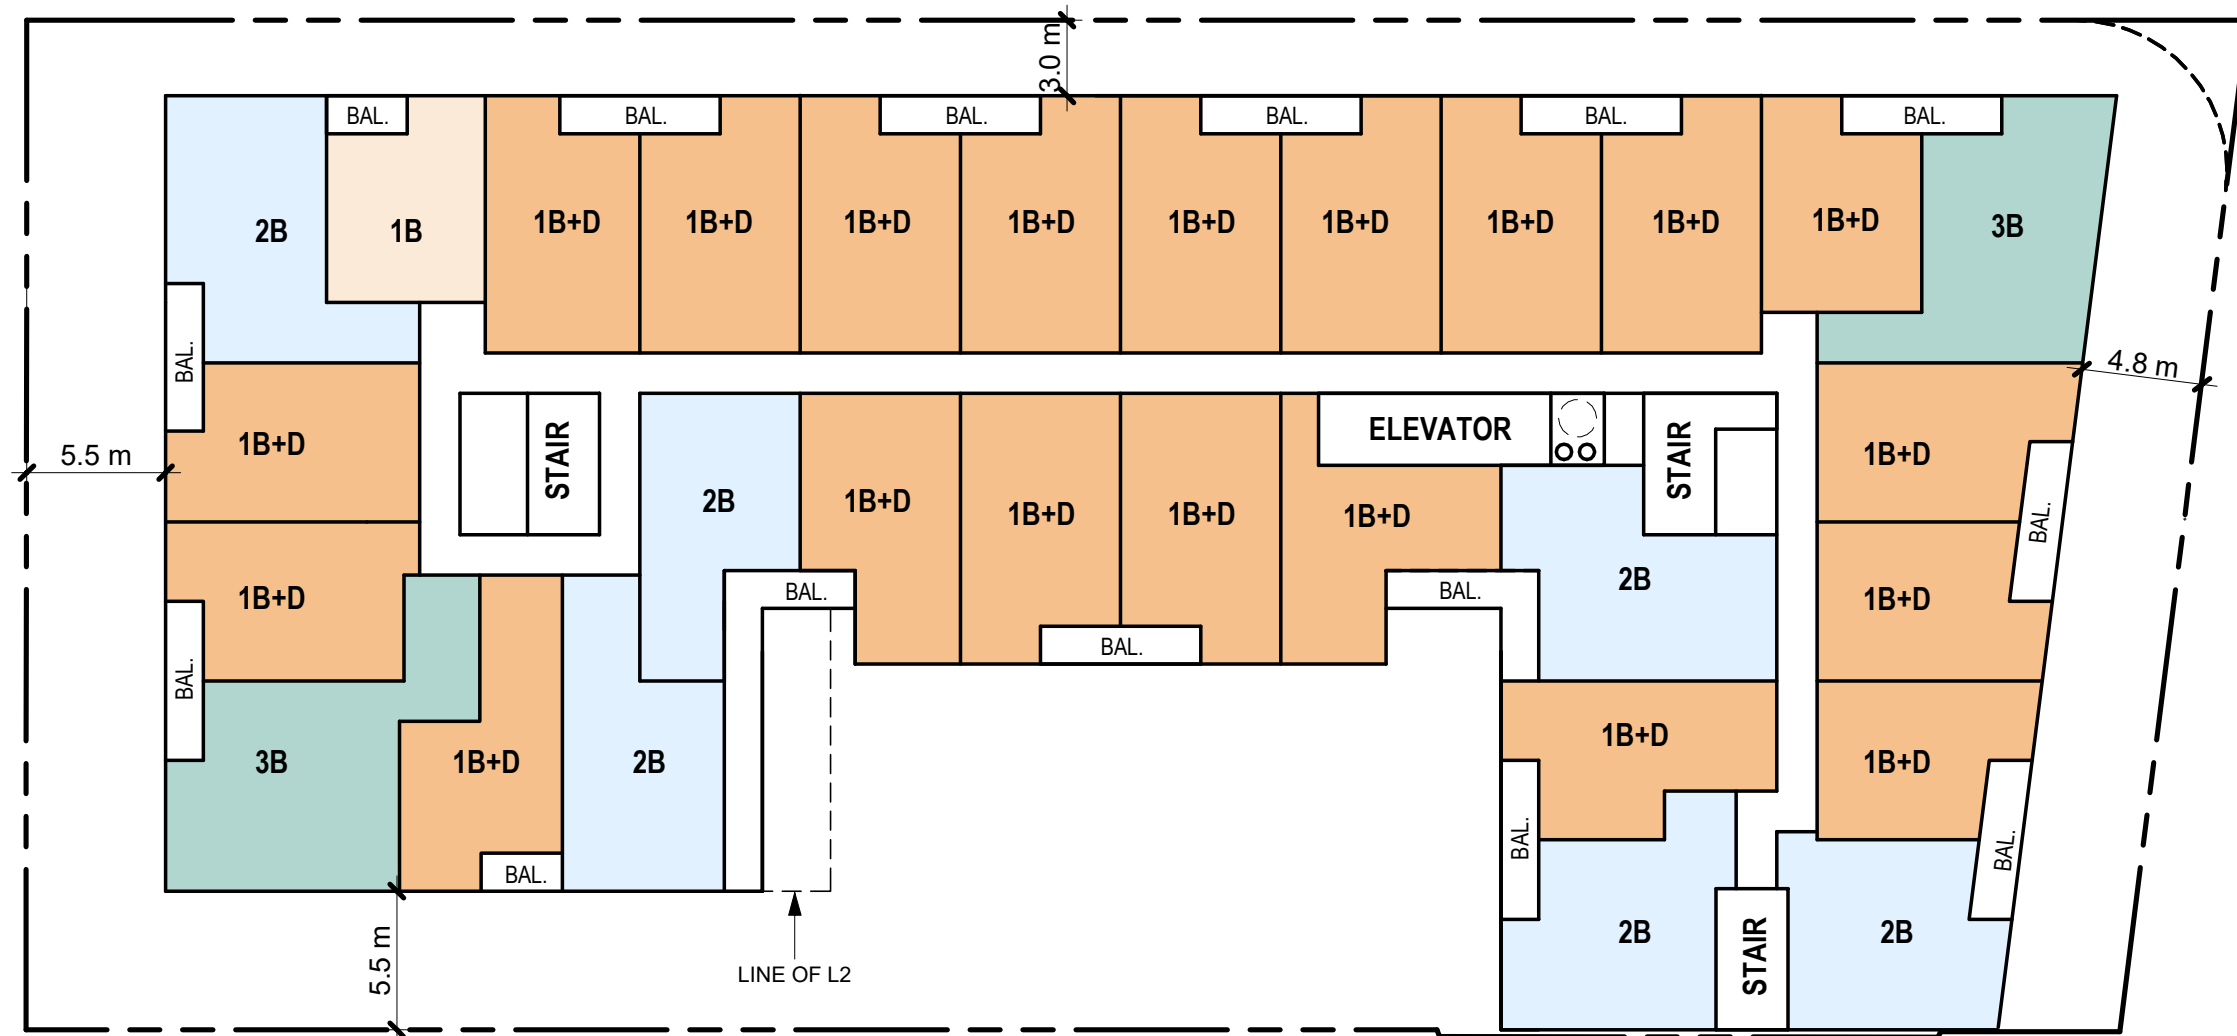 3.0 m
BAL.
BAL.
BAL.
BAL.
BAL.
BAL.
2B
1B
1B+D
1B+D
1B+D
1B+D
1B+D
1B+D
1B+D
1B+D
1B+D
3B
BAL.
4.8 m
5.5 m
1B+D
STAIR
2B
1B+D
1B+D
1B+D
1B+D
ELEVATOR
STAIR
1B+D
BAL.
1B+D
BAL.
BAL.
BAL.
2B
1B+D
BAL.
BAL.
3B
1B+D
2B
1B+D
1B+D
BAL.
BAL.
BAL.
2B
STAIR
2B
5.5 m
LINE OF L2